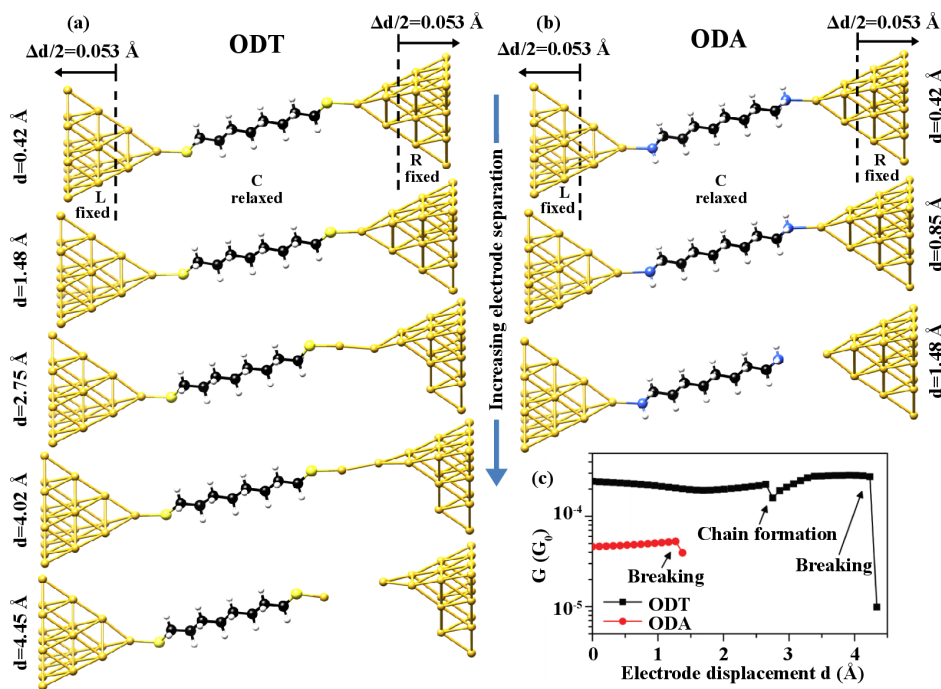 (a)
Δd/2=0.053 Å
ODT
Δd/2=0.053 Å
d=0.42 Å
L
fixed
C
relaxed
R
fixed
d=1.48 Å
d=2.75 Å
d=4.02 Å
d=4.45 Å
Increasing electrode separation
(b)
Δd/2=0.053 Å
ODA
Δd/2=0.053 Å
d=0.42 Å
L
fixed
C
relaxed
R
fixed
d=0.85 Å
d=1.48 Å
(c)
G (G0)
10-4
10-5
Chain formation
Breaking
Breaking
ODT
ODA
0 1 2 3 4
Electrode displacement d (Å)